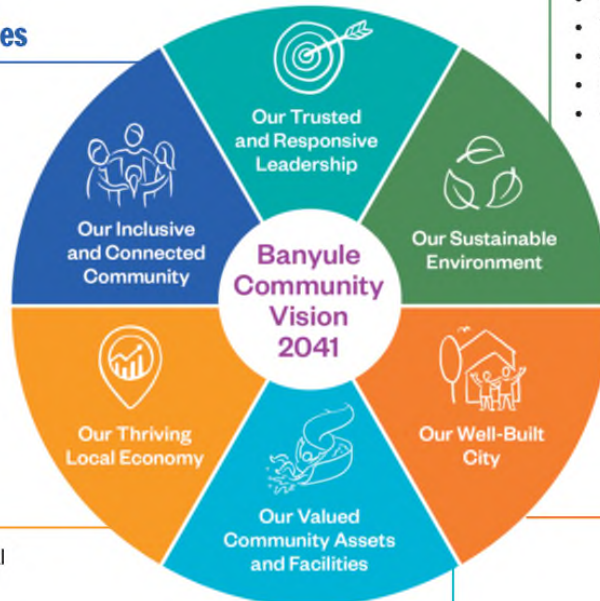 es
Our Trusted
and Responsive
Leadership
Our Inclusive
and Connected
Community
Our Sustainable
Environment
Banyule
Community
Vision
2041
Our Thriving
Local Economy
Our Well-Built
City
Our Valued
Community Assets
and Facilities